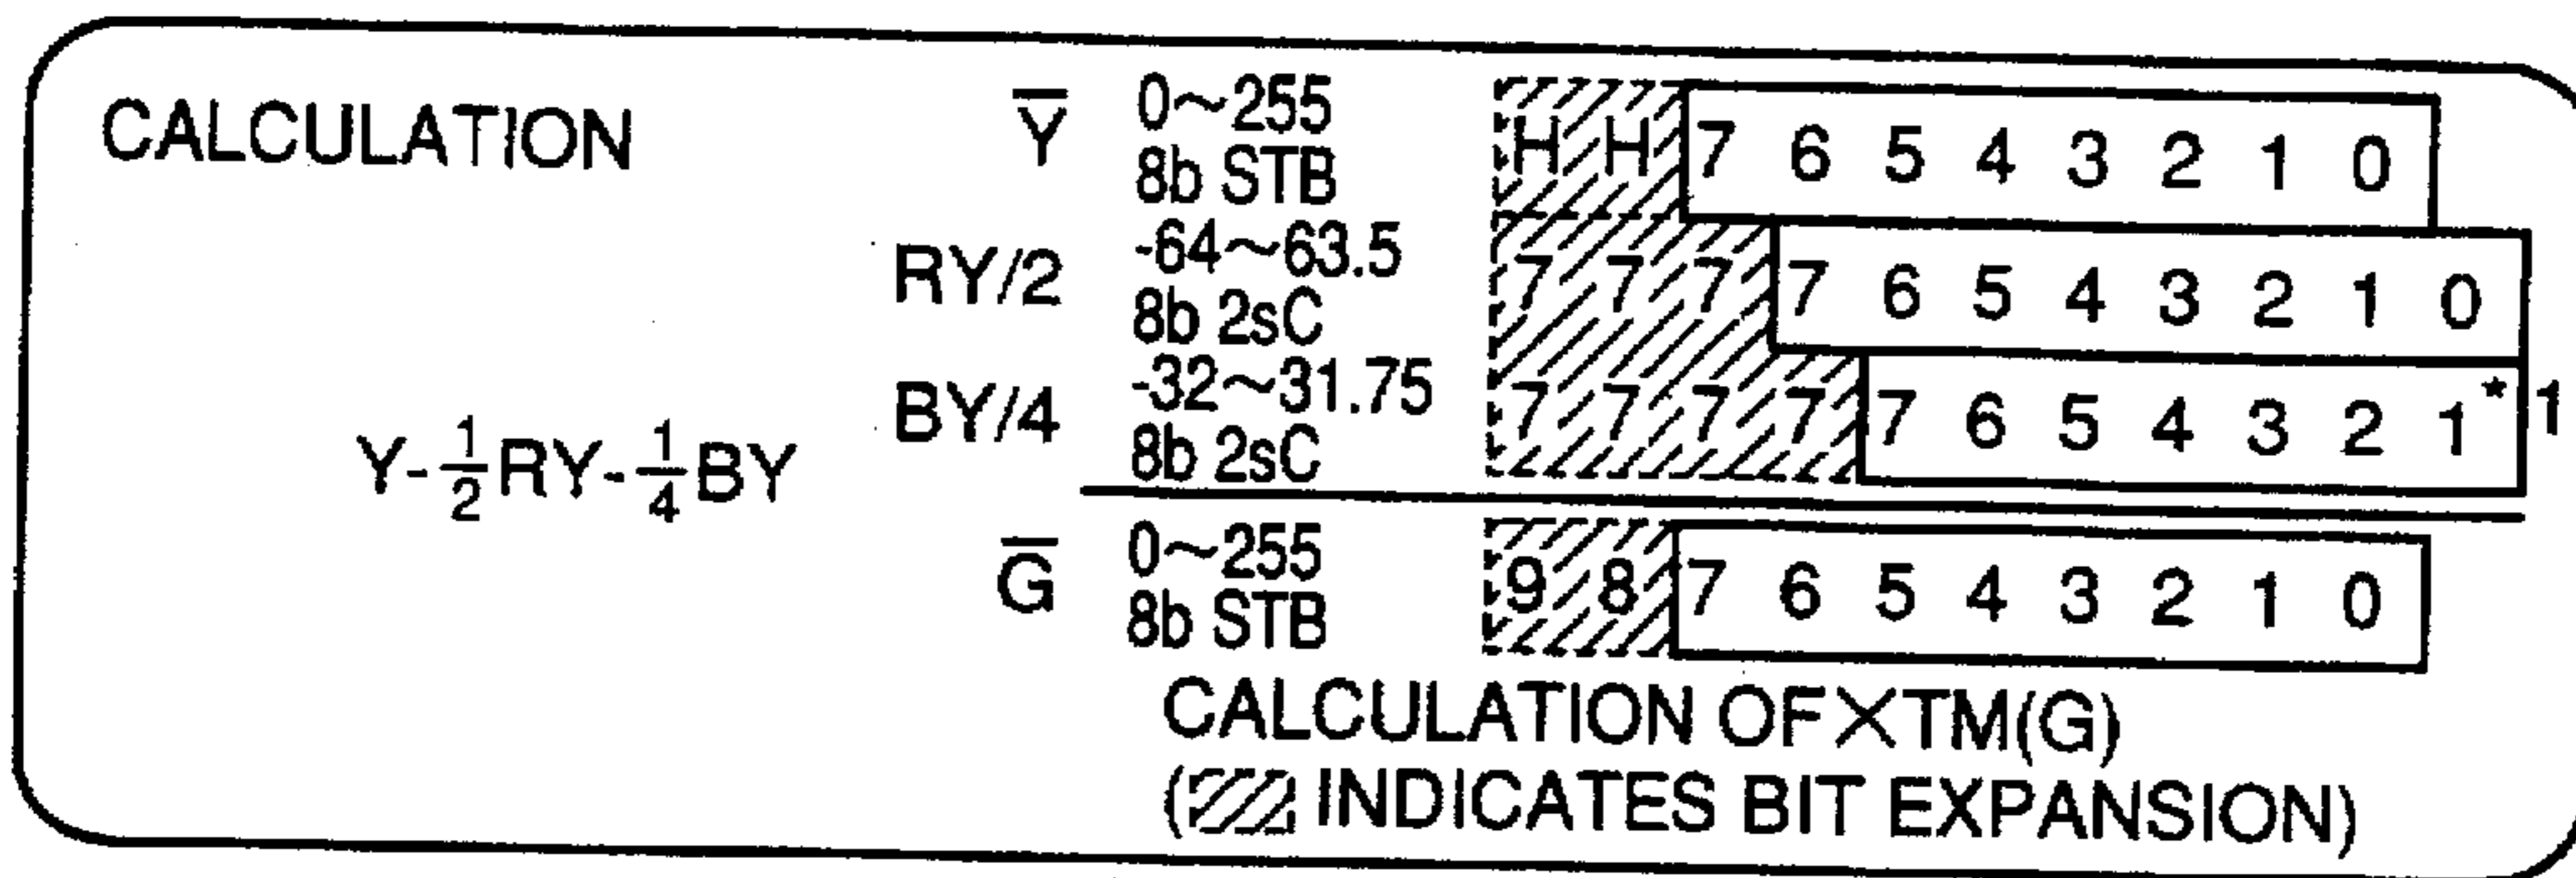 CALCULATION
Y̅ 0~255 H H 7 6 5 4 3 2 1 0
8b STB
RY/2 -64~63.5 7 7 7 7 6 5 4 3 2 1 0
8b 2sC
BY/4 -32~31.75 7 7 7 7 7 6 5 4 3 2 1* 1
8b 2sC
Y-½RY-¼BY
G̅ 0~255 9 8 7 6 5 4 3 2 1 0
8b STB
CALCULATION OF×TM(G)
( INDICATES BIT EXPANSION)